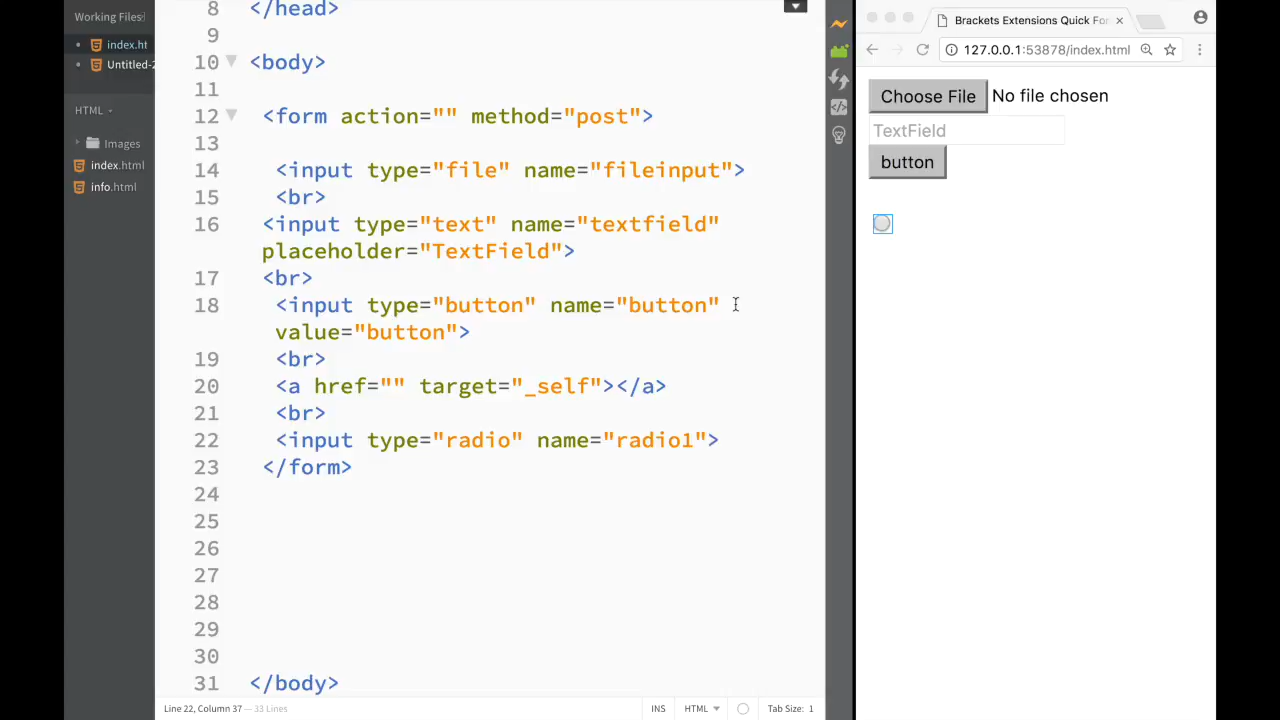 Working Files
index.ht
Untitled-2
HTML
Images
index.html
info.html
8 </head>
9
10 <body>
11
12 <form action="" method="post">
13
14 <input type="file" name="fileinput">
15 <br>
16 <input type="text" name="textfield"
placeholder="TextField">
17 <br>
18 <input type="button" name="button"
value="button">
19 <br>
20 <a href="" target="_self"></a>
21 <br>
22 <input type="radio" name="radio1">
23 </form>
24
25
26
27
28
29
30
31 </body>
Line 22, Column 37 — 33 Lines
INS
HTML
Tab Size: 1
Brackets Extensions Quick For
127.0.0.1:53878/index.html
Choose File No file chosen
TextField
button